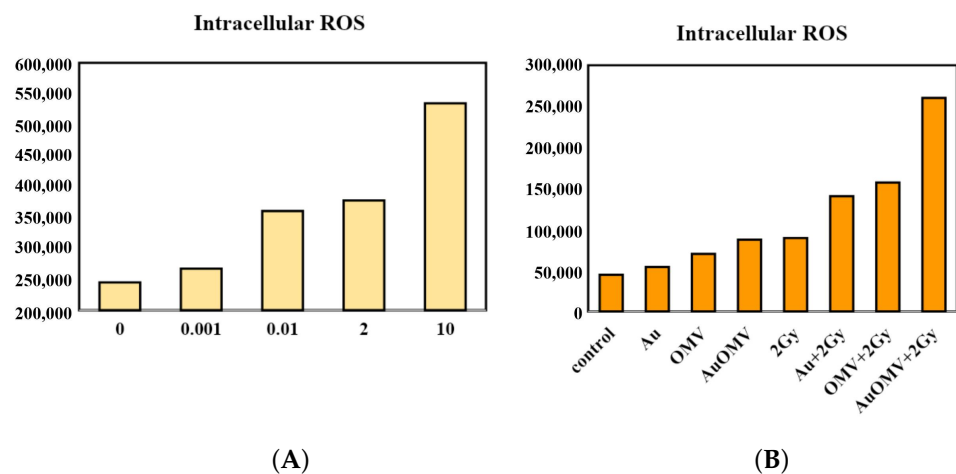 Intracellular ROS
600,000
550,000
500,000
450,000
400,000
350,000
300,000
250,000
200,000
0 0.001 0.01 2 10
(A)
Intracellular ROS
300,000
250,000
200,000
150,000
100,000
50,000
0
control Au OMV AuOMV 2Gy Au+2Gy OMV+2Gy AuOMV+2Gy
(B)